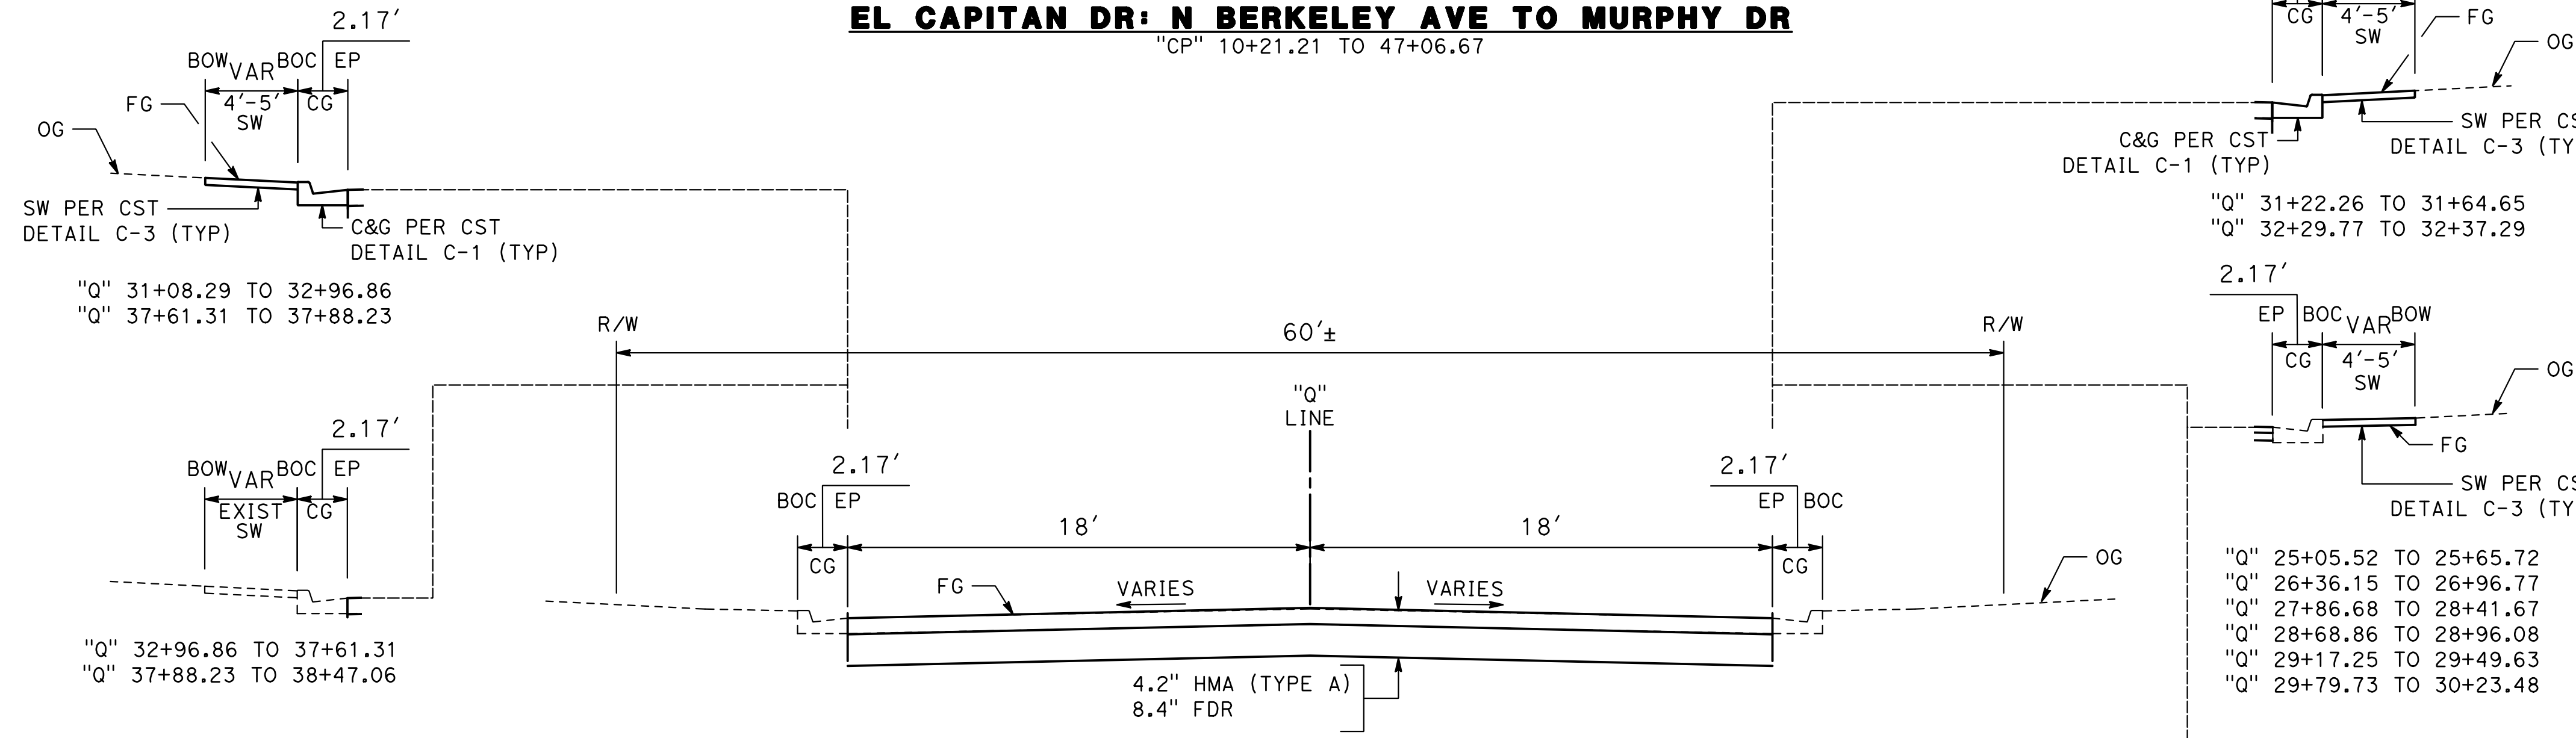 EL CAPITAN DR: N BERKELEY AVE TO MURPHY DR
"CP" 10+21.21 TO 47+06.67
2.17'
BOW VAR BOC EP
FG
4'-5' CG
SW
OG
SW PER CST
DETAIL C-3 (TYP)
C&G PER CST
DETAIL C-1 (TYP)
"Q" 31+08.29 TO 32+96.86
"Q" 37+61.31 TO 37+88.23
CG 4'-5'
SW
FG
OG
C&G PER CST
DETAIL C-1 (TYP)
SW PER
DETAIL C-3
"Q" 31+22.26 TO 31+64.65
"Q" 32+29.77 TO 32+37.29
R/W
60'±
R/W
"Q"
LINE
2.17'
BOW VAR BOC EP
EXIST CG
SW
"Q" 32+96.86 TO 37+61.31
"Q" 37+88.23 TO 38+47.06
2.17'
BOC EP
CG
18'
18'
2.17'
EP BOC
CG
FG
VARIES
VARIES
OG
4.2" HMA (TYPE A)
8.4" FDR
2.17'
EP BOC VAR BOW
CG 4'-5'
SW
OG
FG
SW PER
DETAIL C-3
"Q" 25+05.52 TO 25+65.72
"Q" 26+36.15 TO 26+96.77
"Q" 27+86.68 TO 28+41.67
"Q" 28+68.86 TO 28+96.08
"Q" 29+17.25 TO 29+49.63
"Q" 29+79.73 TO 30+23.48